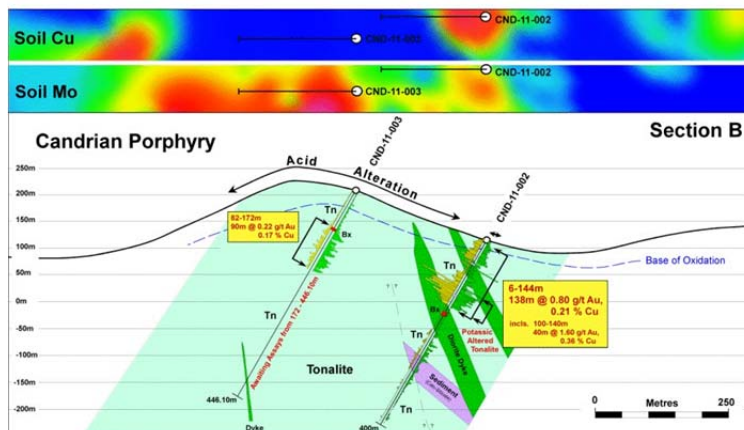 Soil Cu
CND-11-003
CND-11-002
Soil Mo
CND-11-003
CND-11-002
Candrian Porphyry
Section B
Acid Alteration
CND-11-003
CND-11-002
250m
200m
150m
100m
50m
0m
-50m
-100m
-150m
-200m
82-172m
90m @ 0.22 g/t Au
0.17 % Cu
Tn
Bx
Tn
Awaiting Assays from 172 - 446.10m
446.10m
Dyke
Tonalite
Tn
Bx
Tn
Tn
400m
Diorite Dyke
Sediment
Potassic
Altered
Tonalite
Base of Oxidation
6-144m
138m @ 0.80 g/t Au,
0.21 % Cu
incls. 100-140m
40m @ 1.60 g/t Au,
0.36 % Cu
Metres
0
250